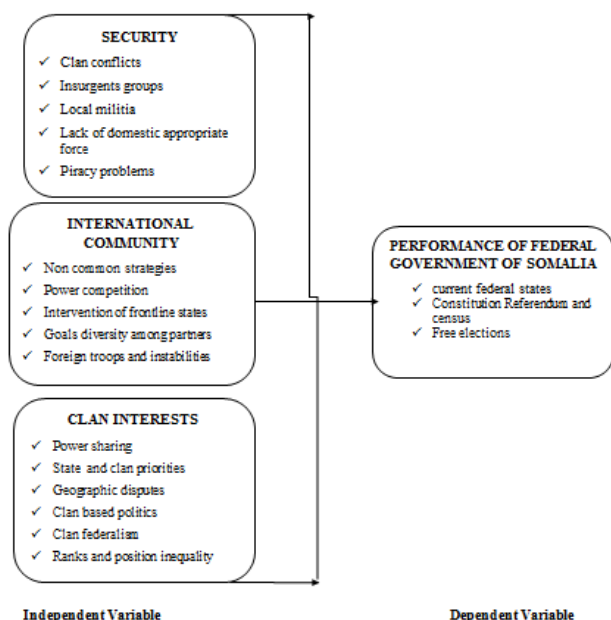 SECURITY
✓ Clan conflicts
✓ Insurgents groups
✓ Local militia
✓ Lack of domestic appropriate
force
✓ Piracy problems
INTERNATIONAL
COMMUNITY
✓ Non common strategies
✓ Power competition
✓ Intervention of frontline states
✓ Goals diversity among partners
✓ Foreign troops and instabilities
CLAN INTERESTS
✓ Power sharing
✓ State and clan priorities
✓ Geographic disputes
✓ Clan based politics
✓ Clan federalism
✓ Ranks and position inequality
PERFORMANCE OF FEDERAL
GOVERNMENT OF SOMALIA
✓ current federal states
✓ Constitution Referendum and
census
✓ Free elections
Independent Variable
Dependent Variable